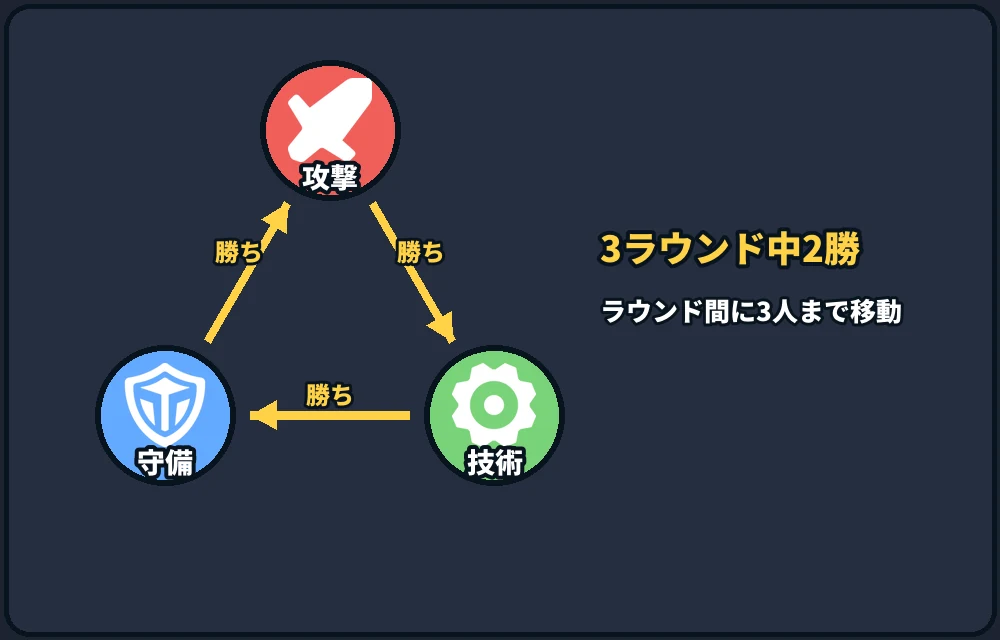 攻撃
勝ち
勝ち
3ラウンド中2勝
ラウンド間に3人まで移動
勝ち
守備
技術